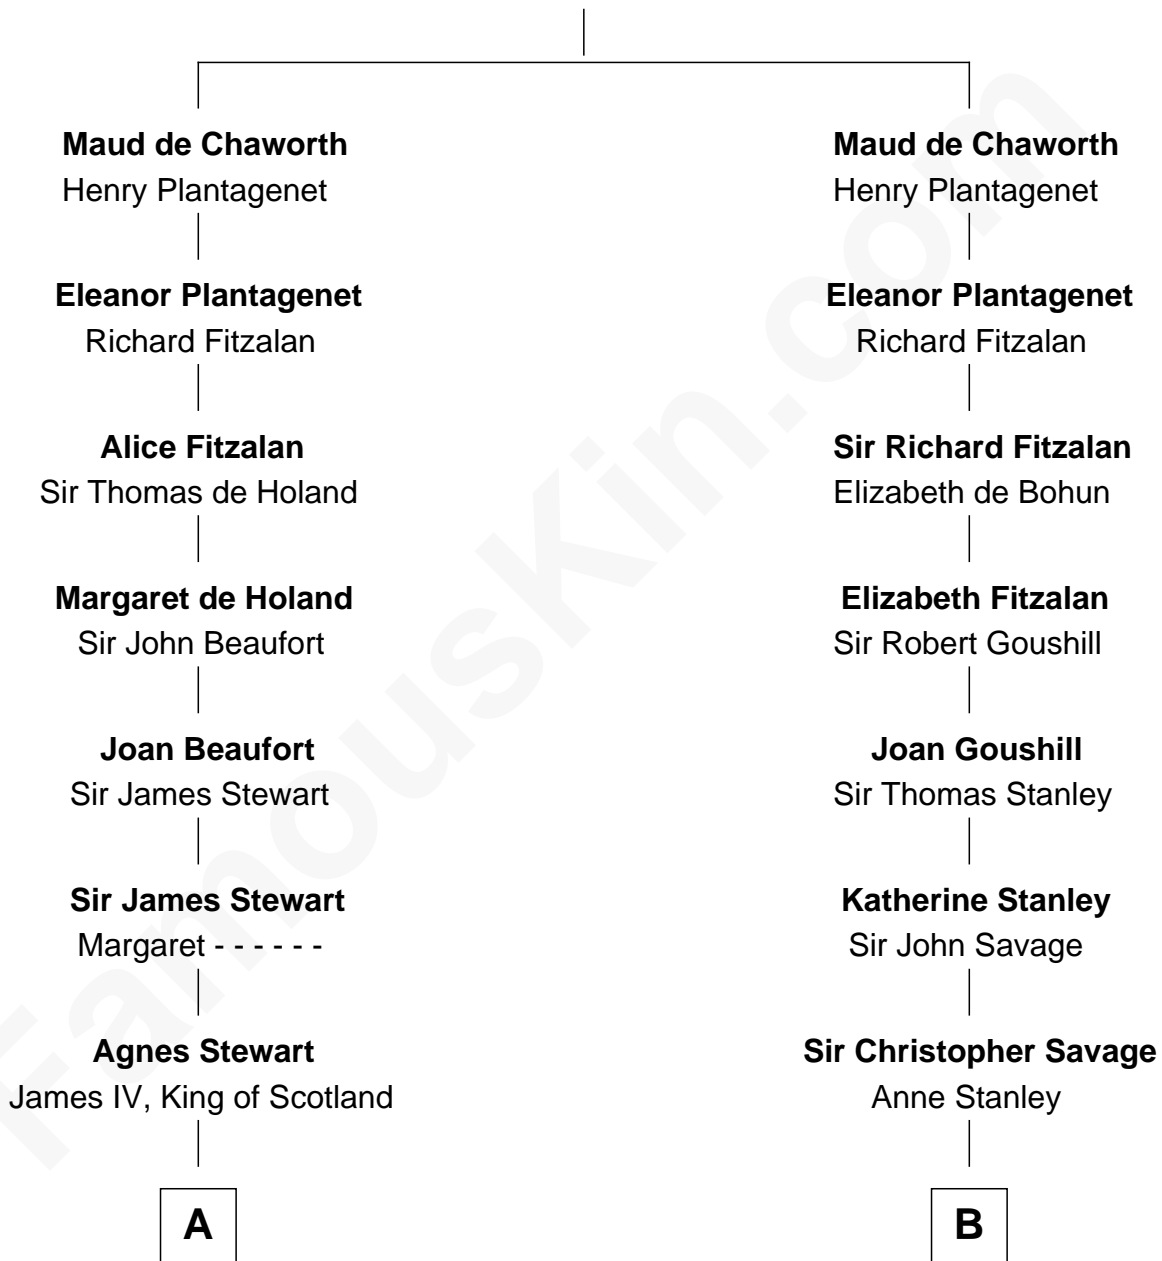 Maud de Chaworth
Henry Plantagenet
Eleanor Plantagenet
Richard Fitzalan
Alice Fitzalan
Sir Thomas de Holand
Margaret de Holand
Sir John Beaufort
Joan Beaufort
Sir James Stewart
Sir James Stewart
Margaret - - - - - -
Agnes Stewart
James IV, King of Scotland
A
Maud de Chaworth
Henry Plantagenet
Eleanor Plantagenet
Richard Fitzalan
Sir Richard Fitzalan
Elizabeth de Bohun
Elizabeth Fitzalan
Sir Robert Goushill
Joan Goushill
Sir Thomas Stanley
Katherine Stanley
Sir John Savage
Sir Christopher Savage
Anne Stanley
B
FamousKin.com